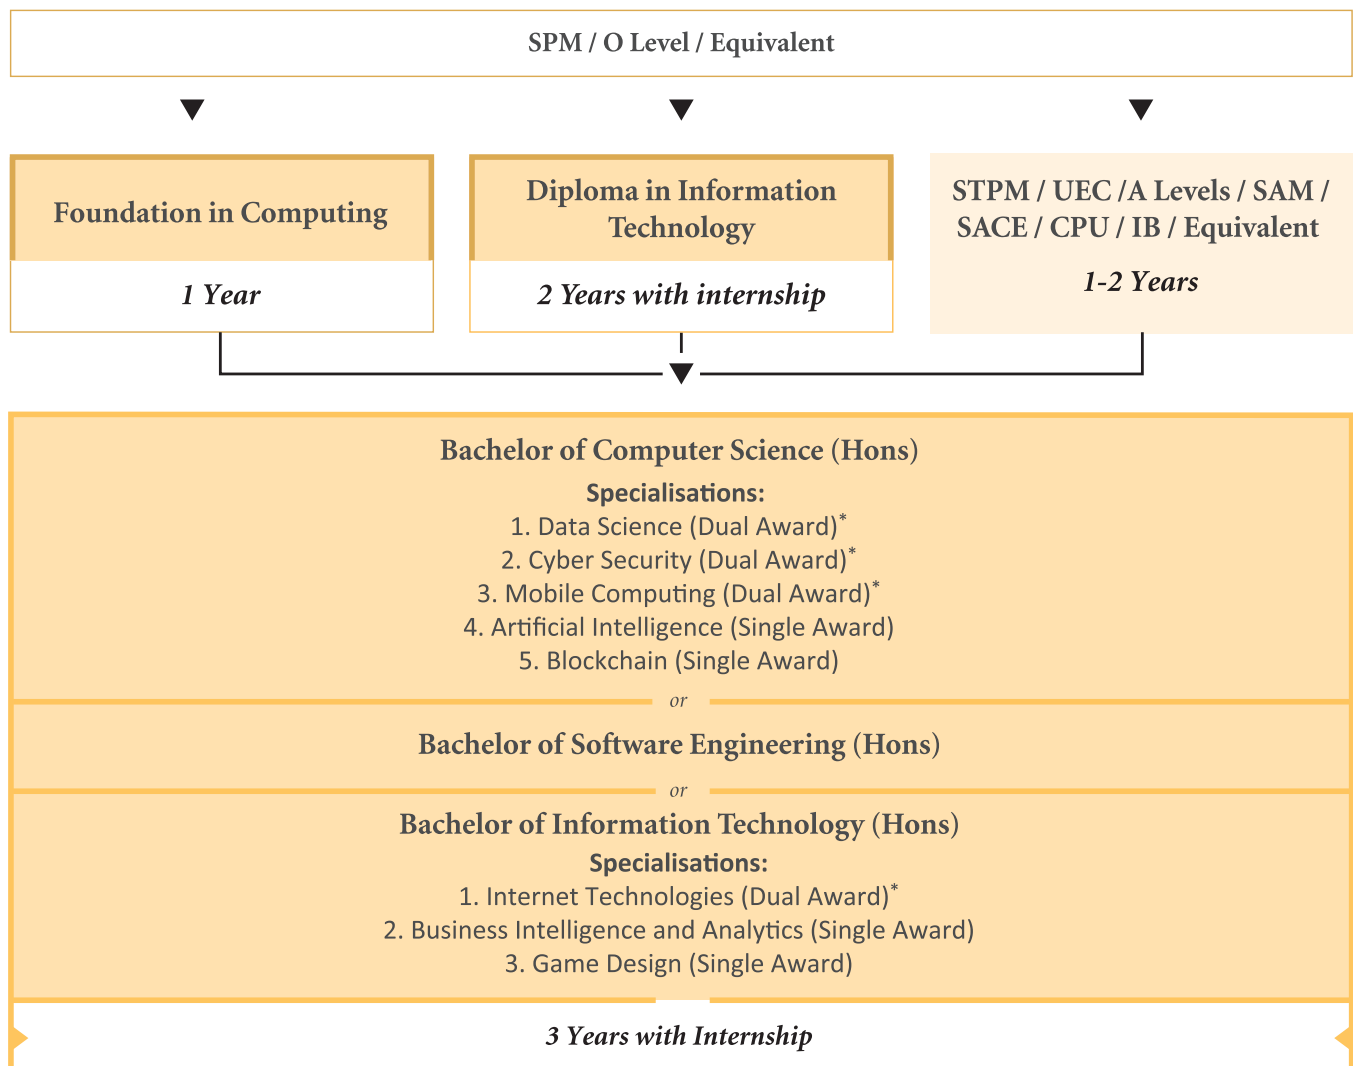 SPM / O Level / Equivalent
Foundation in Computing
1 Year
Diploma in Information
Technology
2 Years with internship
STPM / UEC /A Levels / SAM /
SACE / CPU / IB / Equivalent
1-2 Years
Bachelor of Computer Science (Hons)
Specialisations:
1. Data Science (Dual Award)*
2. Cyber Security (Dual Award)*
3. Mobile Computing (Dual Award)*
4. Artificial Intelligence (Single Award)
5. Blockchain (Single Award)
or
Bachelor of Software Engineering (Hons)
or
Bachelor of Information Technology (Hons)
Specialisations:
1. Internet Technologies (Dual Award)*
2. Business Intelligence and Analytics (Single Award)
3. Game Design (Single Award)
3 Years with Internship